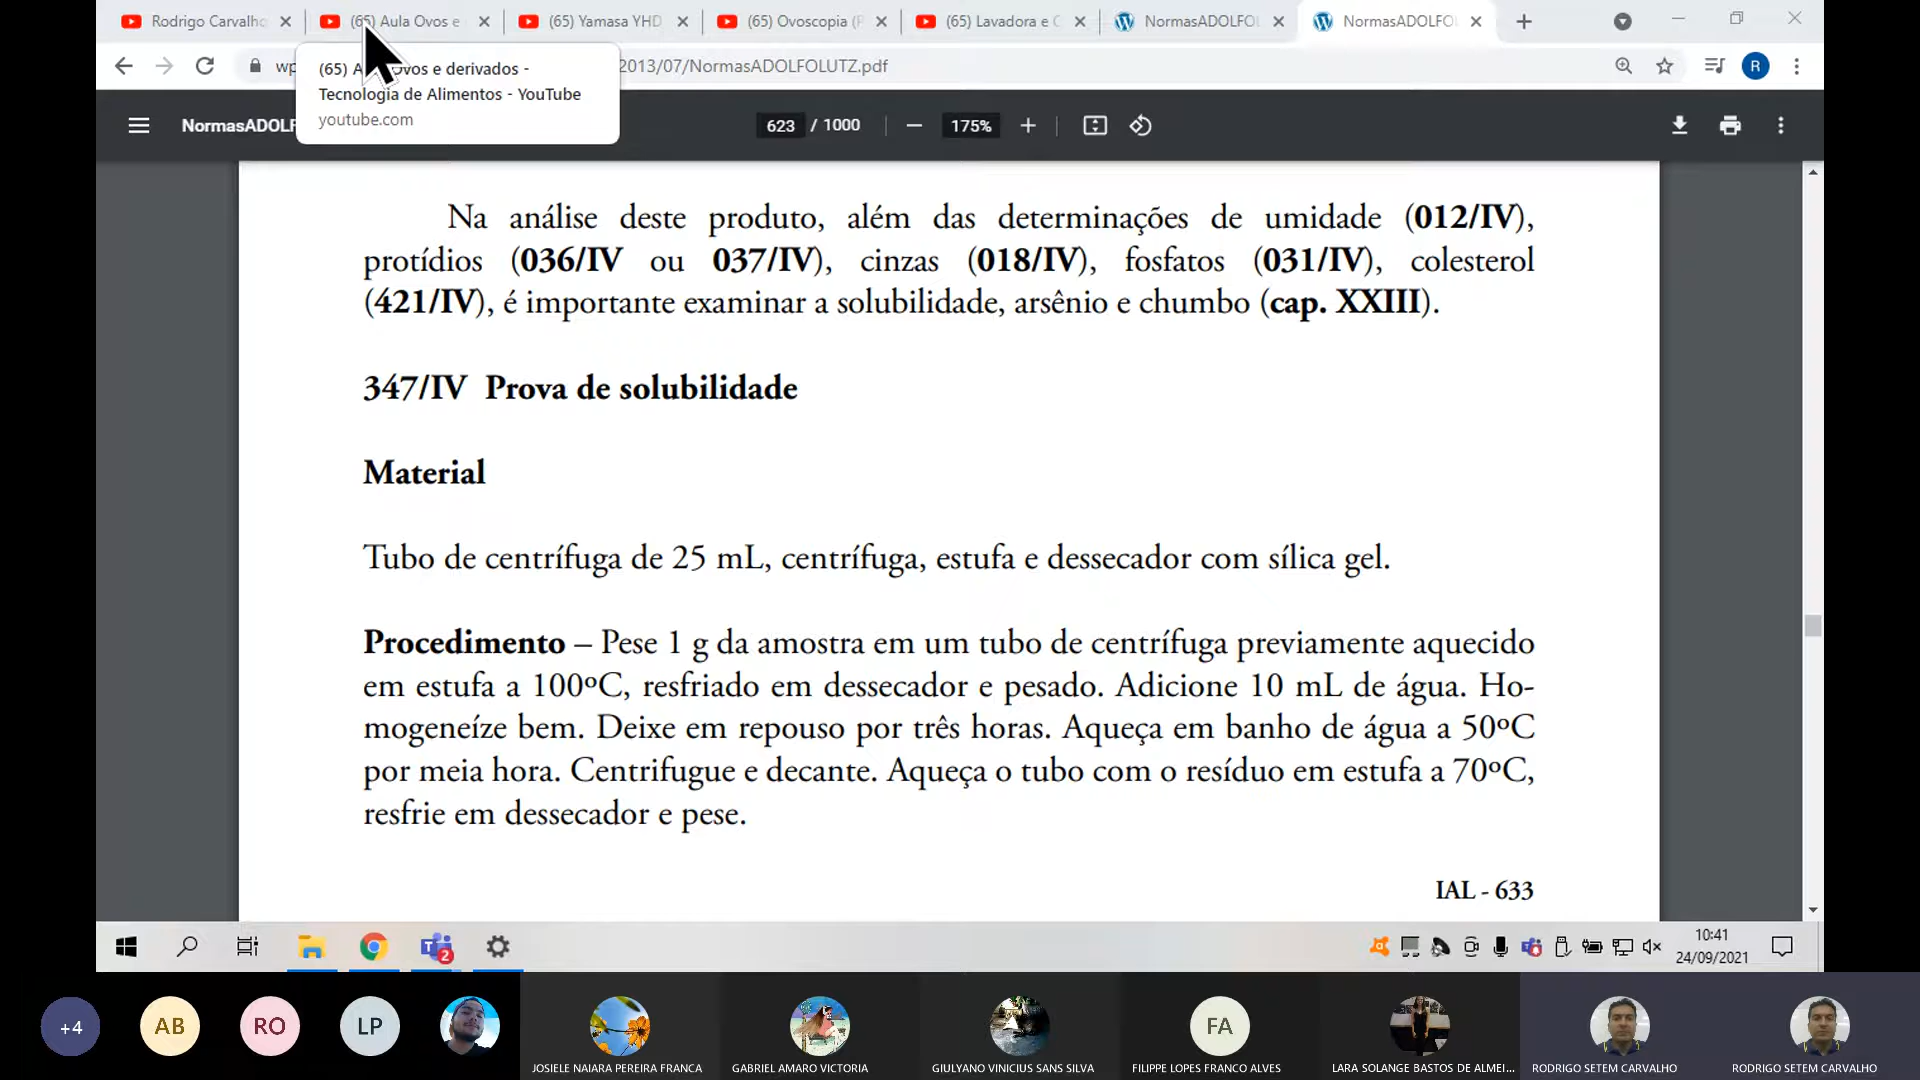 Rodrigo Carvalho
(65) Aula Ovos e
(65) Yamasa YHD
(65) Ovoscopia (
(65) Lavadora e
NormasADOLFOL
NormasADOLFOL
2013/07/NormasADOLFOLUTZ.pdf
R
Ovos e derivados -
Tecnologia de Alimentos - YouTube
youtube.com
NormasADOLF
623 / 1000
175%
Na análise deste produto, além das determinações de umidade (012/IV),
protídios (036/IV ou 037/IV), cinzas (018/IV), fosfatos (031/IV), colesterol
(421/IV), é importante examinar a solubilidade, arsênio e chumbo (cap. XXIII).
347/IV Prova de solubilidade
Material
Tubo de centrífuga de 25 mL, centrífuga, estufa e dessecador com sílica gel.
Procedimento – Pese 1 g da amostra em um tubo de centrífuga previamente aquecido
em estufa a 100ºC, resfriado em dessecador e pesado. Adicione 10 mL de água. Ho-
mogeneíze bem. Deixe em repouso por três horas. Aqueça em banho de água a 50ºC
por meia hora. Centrifugue e decante. Aqueça o tubo com o resíduo em estufa a 70ºC,
resfrie em dessecador e pese.
IAL - 633
2
10:41
24/09/2021
+4
AB
RO
LP
FA
JOSIELE NAIARA PEREIRA FRANCA
GABRIEL AMARO VICTORIA
GIULYANO VINICIUS SANS SILVA
FILIPPE LOPES FRANCO ALVES
LARA SOLANGE BASTOS DE ALMEI...
RODRIGO SETEM CARVALHO
RODRIGO SETEM CARVALHO